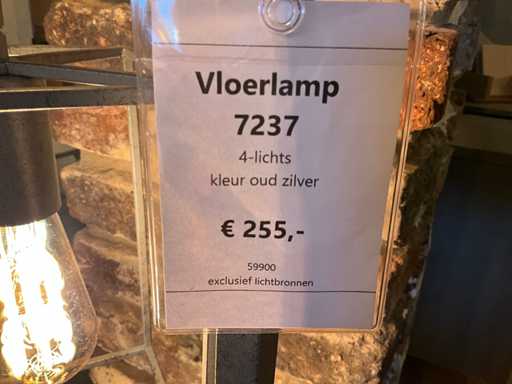 Vloerlamp
7237
4-lichts
kleur oud zilver
€ 255,-
59900
exclusief lichtbronnen